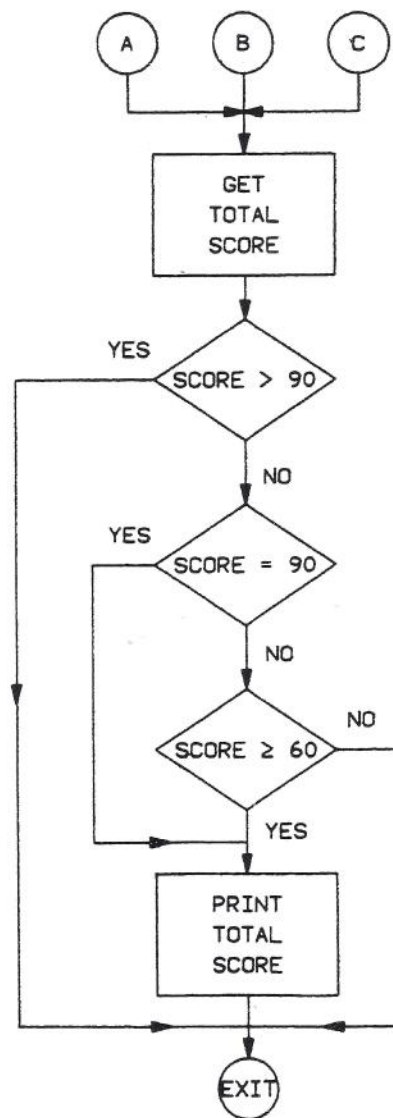 A B C
GET
TOTAL
SCORE
YES
SCORE > 90
NO
YES
SCORE = 90
NO
NO
SCORE ≥ 60
YES
PRINT
TOTAL
SCORE
EXIT